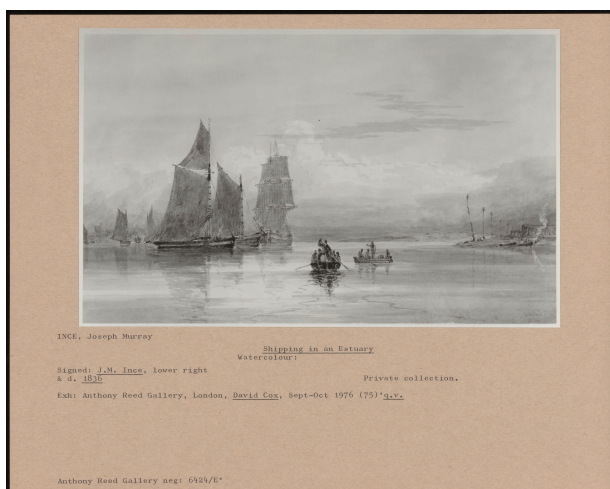 INCE, Joseph Murray
Shipping in an Estuary
Watercolour:
Signed: J.M. Ince, lower right
& d. 1836
Private collection.
Exh: Anthony Reed Gallery, London, David Cox, Sept-Oct 1976 (75)'q.v.
Anthony Reed Gallery neg: 6424/E'